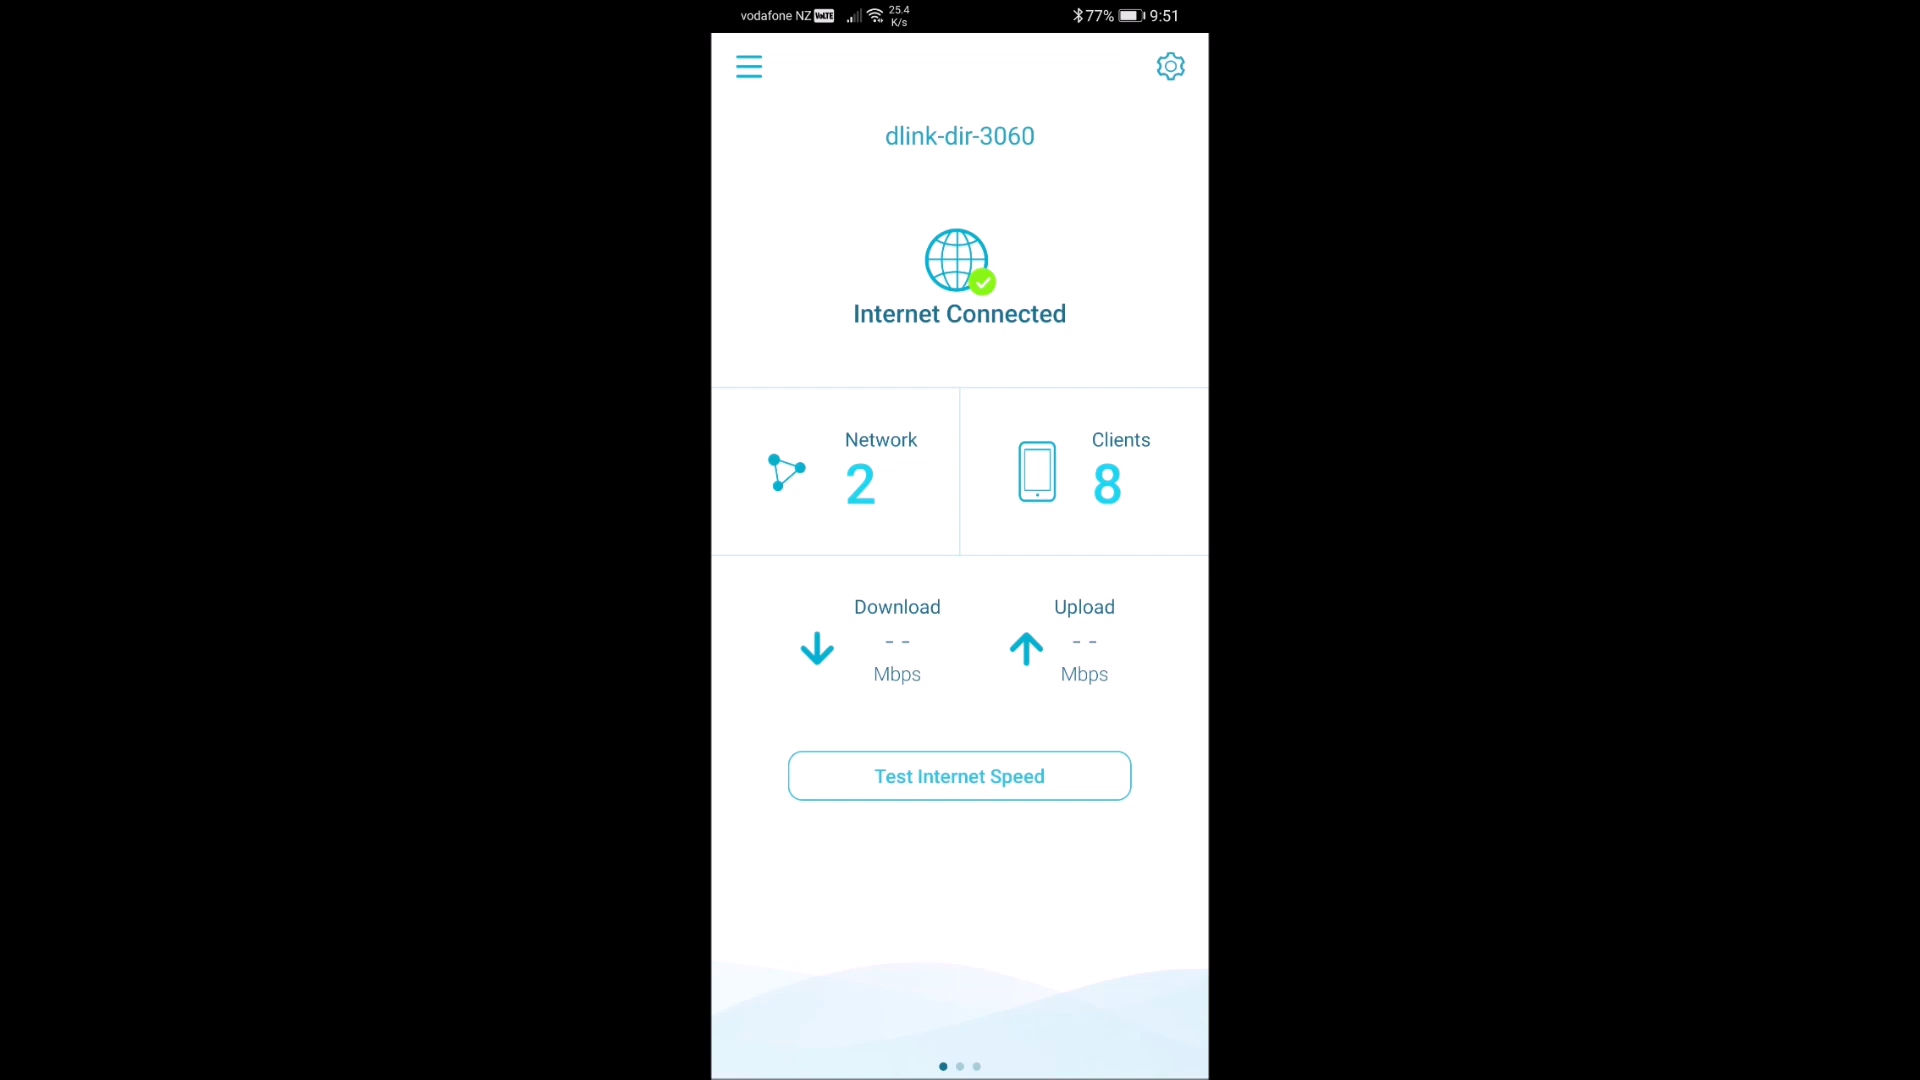 vodafone NZ VoLTE 25.4 K/s 77% 9:51
dlink-dir-3060
Internet Connected
Network
2
Clients
8
Download
- -
Mbps
Upload
- -
Mbps
Test Internet Speed